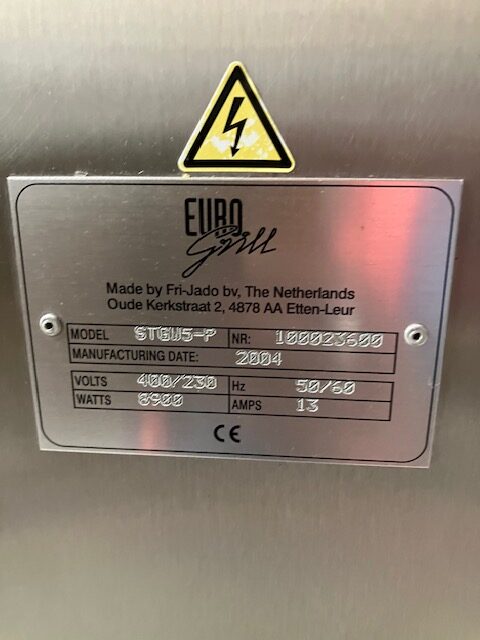 EURO
Grill
Made by Fri-Jado bv, The Netherlands
Oude Kerkstraat 2, 4878 AA Etten-Leur
MODEL STGW5-P NR: 100023600
MANUFACTURING DATE: 2004
VOLTS 400/230 Hz 50/60
WATTS 8900 AMPS 13
CE